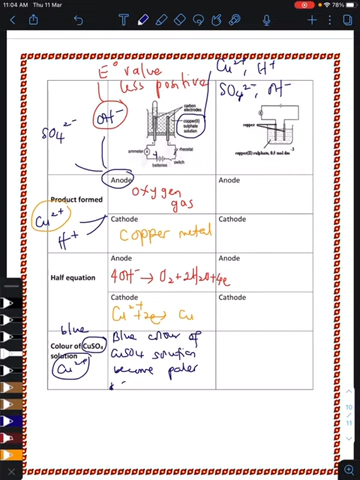 11:04 AM Thu 11 Mar
E° value
less positive
Cu²⁺, H⁺
SO₄²⁻, OH⁻
OH⁻
SO₄²⁻
carbon
electrodes
copper(II)
sulphate
solution
ammeter
rheostat
batteries
switch
copper
copper(II) sulphate, 0.5 mol dm⁻³
Anode
Anode
Product formed
oxygen
gas
Cu²⁺
H⁺
Cathode
Cathode
copper metal
Anode
Anode
Half equation
4OH⁻ → O₂ + 2H₂O + 4e
Cathode
Cathode
Cu²⁺ + 2e → Cu
blue
Colour of CuSO₄
solution
Cu²⁺
Blue colour of
CuSO4 solution
become paler
10
11